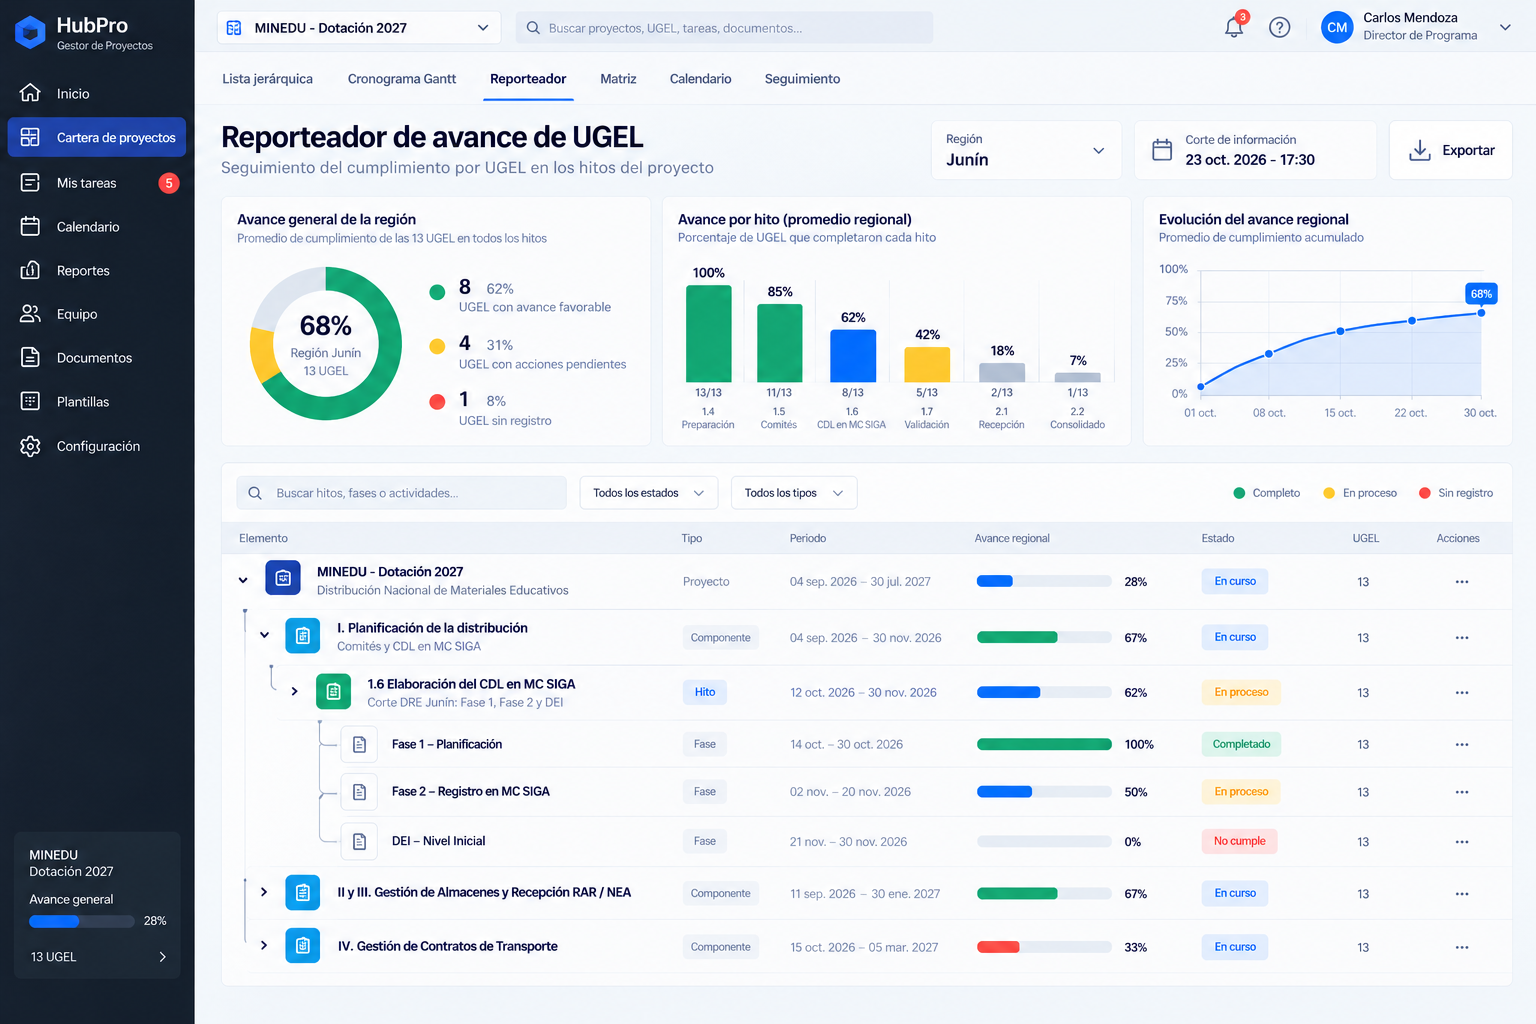 HubPro
Gestor de Proyectos
Inicio
Cartera de proyectos
Mis tareas
5
Calendario
Reportes
Equipo
Documentos
Plantillas
Configuración
MINEDU
Dotación 2027
Avance general
28%
13 UGEL
MINEDU - Dotación 2027
Buscar proyectos, UGEL, tareas, documentos...
3
CM
Carlos Mendoza
Director de Programa
Lista jerárquica
Cronograma Gantt
Reporteador
Matriz
Calendario
Seguimiento
Reporteador de avance de UGEL
Seguimiento del cumplimiento por UGEL en los hitos del proyecto
Región
Junín
Corte de información
23 oct. 2026 - 17:30
Exportar
Avance general de la región
Promedio de cumplimiento de las 13 UGEL en todos los hitos
68%
Región Junín
13 UGEL
8 62%
UGEL con avance favorable
4 31%
UGEL con acciones pendientes
1 8%
UGEL sin registro
Avance por hito (promedio regional)
Porcentaje de UGEL que completaron cada hito
100%
85%
62%
42%
18%
7%
13/13
11/13
8/13
5/13
2/13
1/13
1.4
1.5
1.6
1.7
2.1
2.2
Preparación
Comités
CDL en MC SIGA
Validación
Recepción
Consolidado
Evolución del avance regional
Promedio de cumplimiento acumulado
100%
75%
50%
25%
0%
68%
01 oct.
08 oct.
15 oct.
22 oct.
30 oct.
Buscar hitos, fases o actividades...
Todos los estados
Todos los tipos
Completo
En proceso
Sin registro
Elemento Tipo Periodo Avance regional Estado UGEL Acciones
MINEDU - Dotación 2027
Distribución Nacional de Materiales Educativos
Proyecto 04 sep. 2026 – 30 jul. 2027 28% En curso 13
I. Planificación de la distribución
Comités y CDL en MC SIGA
Componente 04 sep. 2026 – 30 nov. 2026 67% En curso 13
1.6 Elaboración del CDL en MC SIGA
Corte DRE Junín: Fase 1, Fase 2 y DEI
Hito 12 oct. 2026 – 30 nov. 2026 62% En proceso 13
Fase 1 – Planificación Fase 14 oct. – 30 oct. 2026 100% Completado 13
Fase 2 – Registro en MC SIGA Fase 02 nov. – 20 nov. 2026 50% En proceso 13
DEI – Nivel Inicial Fase 21 nov. – 30 nov. 2026 0% No cumple 13
II y III. Gestión de Almacenes y Recepción RAR / NEA Componente 11 sep. 2026 – 30 ene. 2027 67% En curso 13
IV. Gestión de Contratos de Transporte Componente 15 oct. 2026 – 05 mar. 2027 33% En curso 13